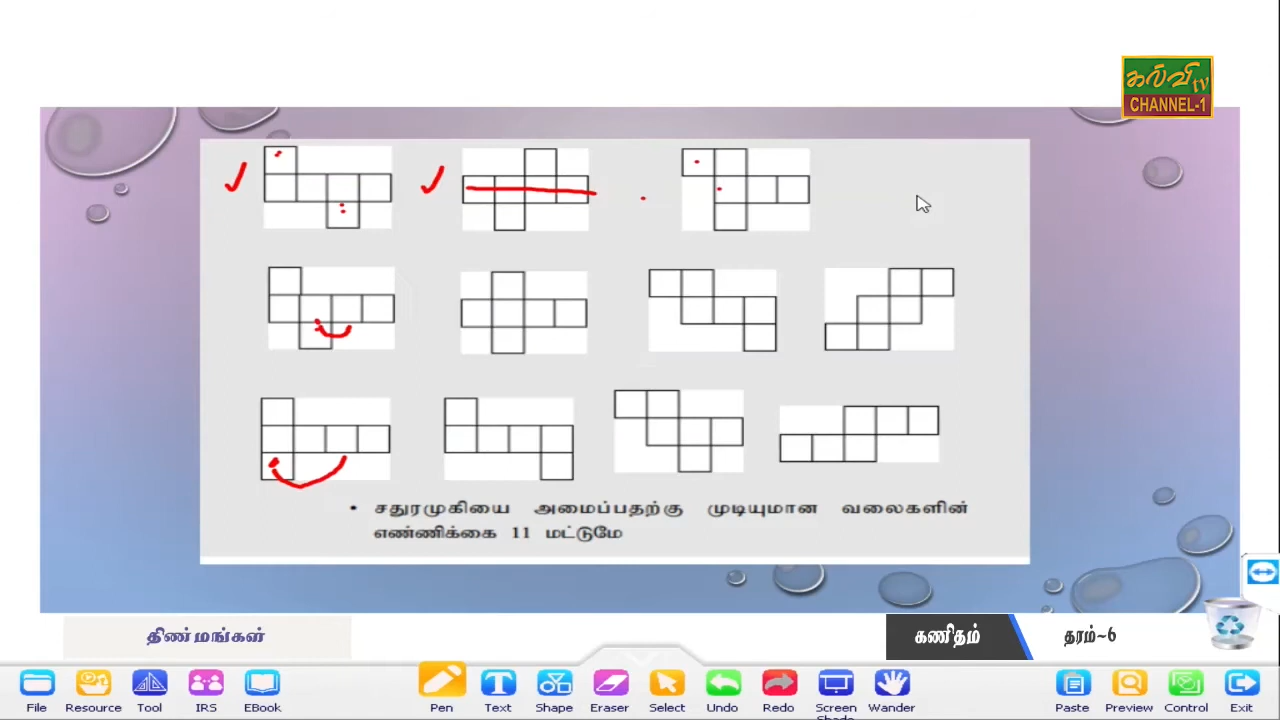 கல்வி tv
CHANNEL-1
• சதுரமுகியை அமைப்பதற்கு முடியுமான வலைகளின்
எண்ணிக்கை 11 மட்டுமே
திண்மங்கள்
கணிதம்
தரம்-6
File Resource Tool IRS EBook Pen Text Shape Eraser Select Undo Redo Screen Wander Paste Preview Control Exit